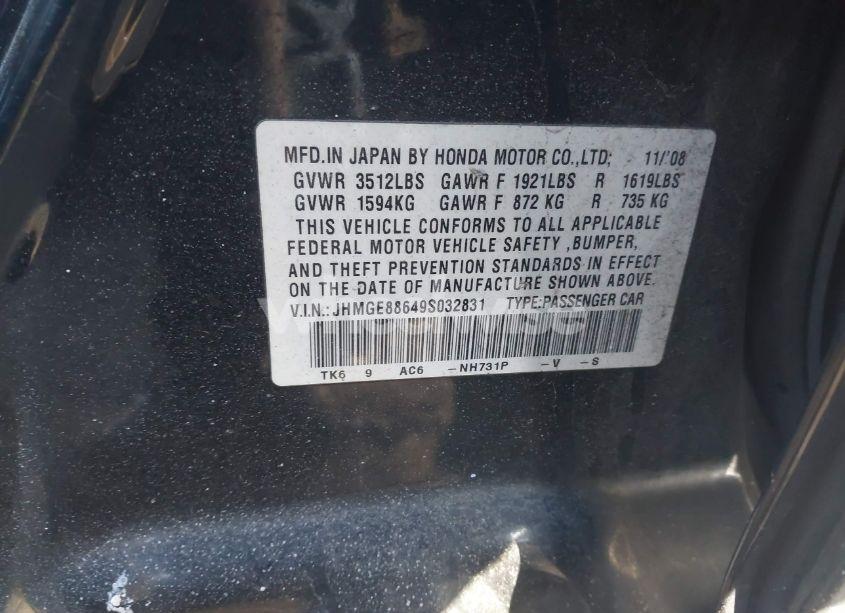 MFD.IN JAPAN BY HONDA MOTOR CO.,LTD; 11/'08
GVWR 3512LBS GAWR F 1921LBS R 1619LBS
GVWR 1594KG GAWR F 872 KG R 735 KG
THIS VEHICLE CONFORMS TO ALL APPLICABLE
FEDERAL MOTOR VEHICLE SAFETY ,BUMPER,
AND THEFT PREVENTION STANDARDS IN EFFECT
ON THE DATE OF MANUFACTURE SHOWN ABOVE.
V.I.N.: JHMGE88649S032831 TYPE:PASSENGER CAR
TK6 9 AC6 -NH731P -V -S